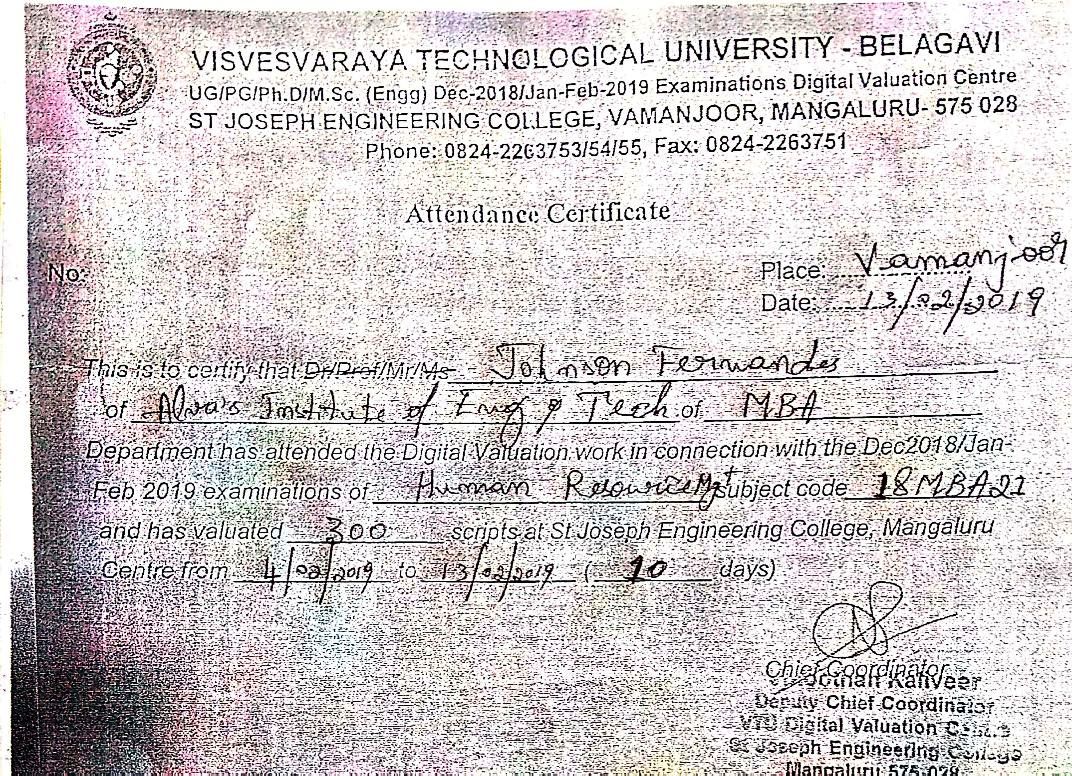 VISVESVARAYA TECHNOLOGICAL UNIVERSITY - BELAGAVI
UG/PG/Ph.D/M.Sc. (Engg) Dec-2018/Jan-Feb-2019 Examinations Digital Valuation Centre
ST JOSEPH ENGINEERING COLLEGE, VAMANJOOR, MANGALURU- 575 028
Phone: 0824-2263753/54/55, Fax: 0824-2263751
Attendance Certificate
No:
Place: Vamanjoor
Date: 13/02/2019
This is to certify that Dr/Prof/Mr/Ms Johnson Fernandes
of Alva's Institute of Eng & Tech of MBA
Department has attended the Digital Valuation work in connection with the Dec2018/Jan-
Feb 2019 examinations of Human Resource Mgt subject code 18MBA21
and has valuated 300 scripts at St Joseph Engineering College, Mangaluru
Centre from 4/02/2019 to 13/02/2019 ( 10 days)
Chief Coordinator
Deputy Chief Coordinator
VTU Digital Valuation
St Joseph Engineering College
Mangaluru 575 028